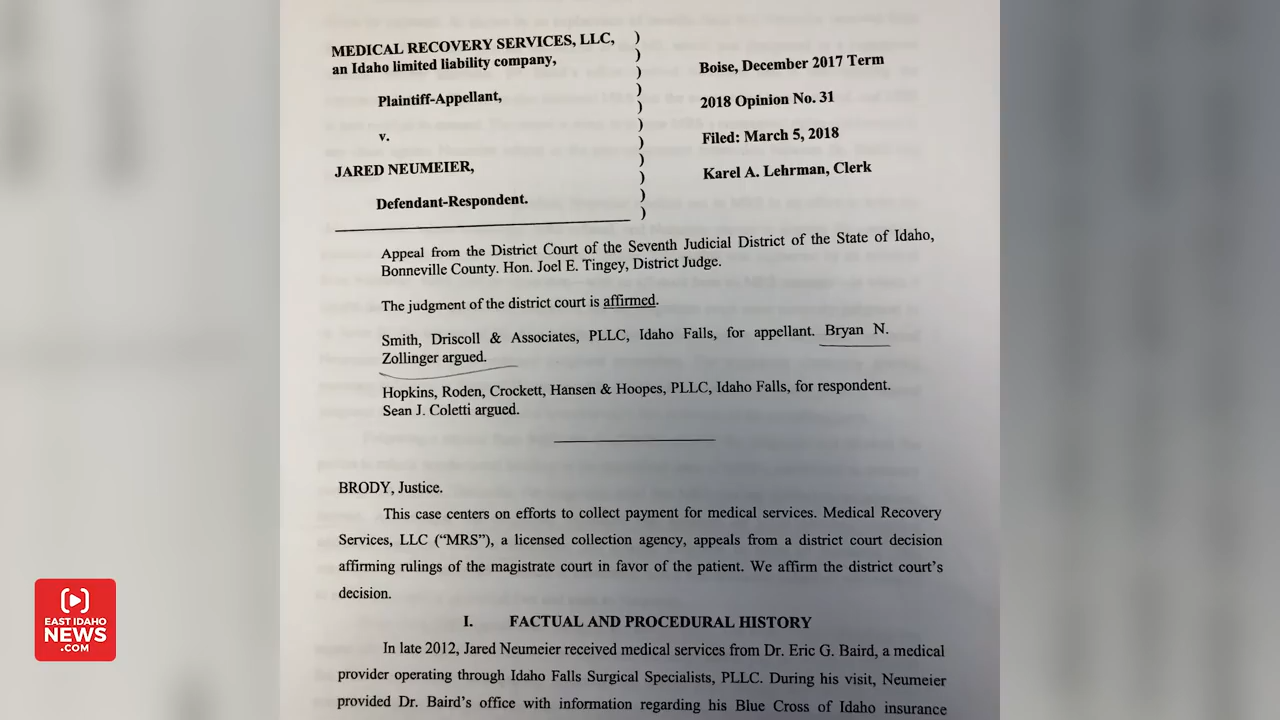 MEDICAL RECOVERY SERVICES, LLC, )
an Idaho limited liability company, )
)
Plaintiff-Appellant, )
)
v. )
)
JARED NEUMEIER, )
)
Defendant-Respondent. )
Boise, December 2017 Term
2018 Opinion No. 31
Filed: March 5, 2018
Karel A. Lehrman, Clerk
Appeal from the District Court of the Seventh Judicial District of the State of Idaho,
Bonneville County. Hon. Joel E. Tingey, District Judge.
The judgment of the district court is affirmed.
Smith, Driscoll & Associates, PLLC, Idaho Falls, for appellant. Bryan N.
Zollinger argued.
Hopkins, Roden, Crockett, Hansen & Hoopes, PLLC, Idaho Falls, for respondent.
Sean J. Coletti argued.
BRODY, Justice.
This case centers on efforts to collect payment for medical services. Medical Recovery
Services, LLC (“MRS”), a licensed collection agency, appeals from a district court decision
affirming rulings of the magistrate court in favor of the patient. We affirm the district court’s
decision.
I. FACTUAL AND PROCEDURAL HISTORY
In late 2012, Jared Neumeier received medical services from Dr. Eric G. Baird, a medical
provider operating through Idaho Falls Surgical Specialists, PLLC. During his visit, Neumeier
provided Dr. Baird’s office with information regarding his Blue Cross of Idaho insurance
EAST IDAHO
NEWS
.COM